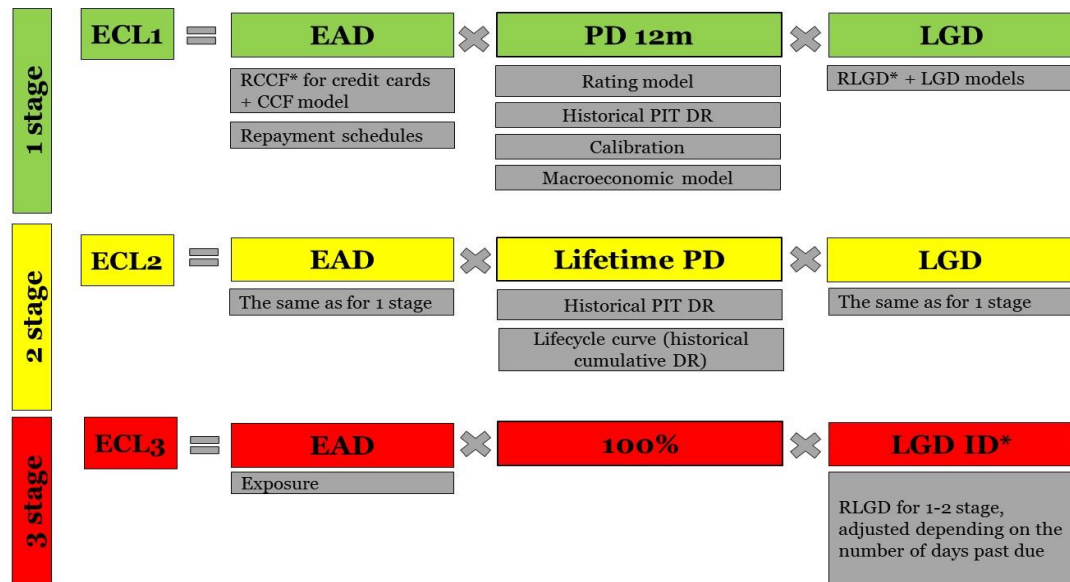 1 stage
ECL1 = EAD × PD 12m × LGD
RCCF* for credit cards
+ CCF model
Repayment schedules
Rating model
Historical PIT DR
Calibration
Macroeconomic model
RLGD* + LGD models
2 stage
ECL2 = EAD × Lifetime PD × LGD
The same as for 1 stage
Historical PIT DR
Lifecycle curve (historical
cumulative DR)
The same as for 1 stage
3 stage
ECL3 = EAD × 100% × LGD ID*
Exposure
RLGD for 1-2 stage,
adjusted depending on the
number of days past due